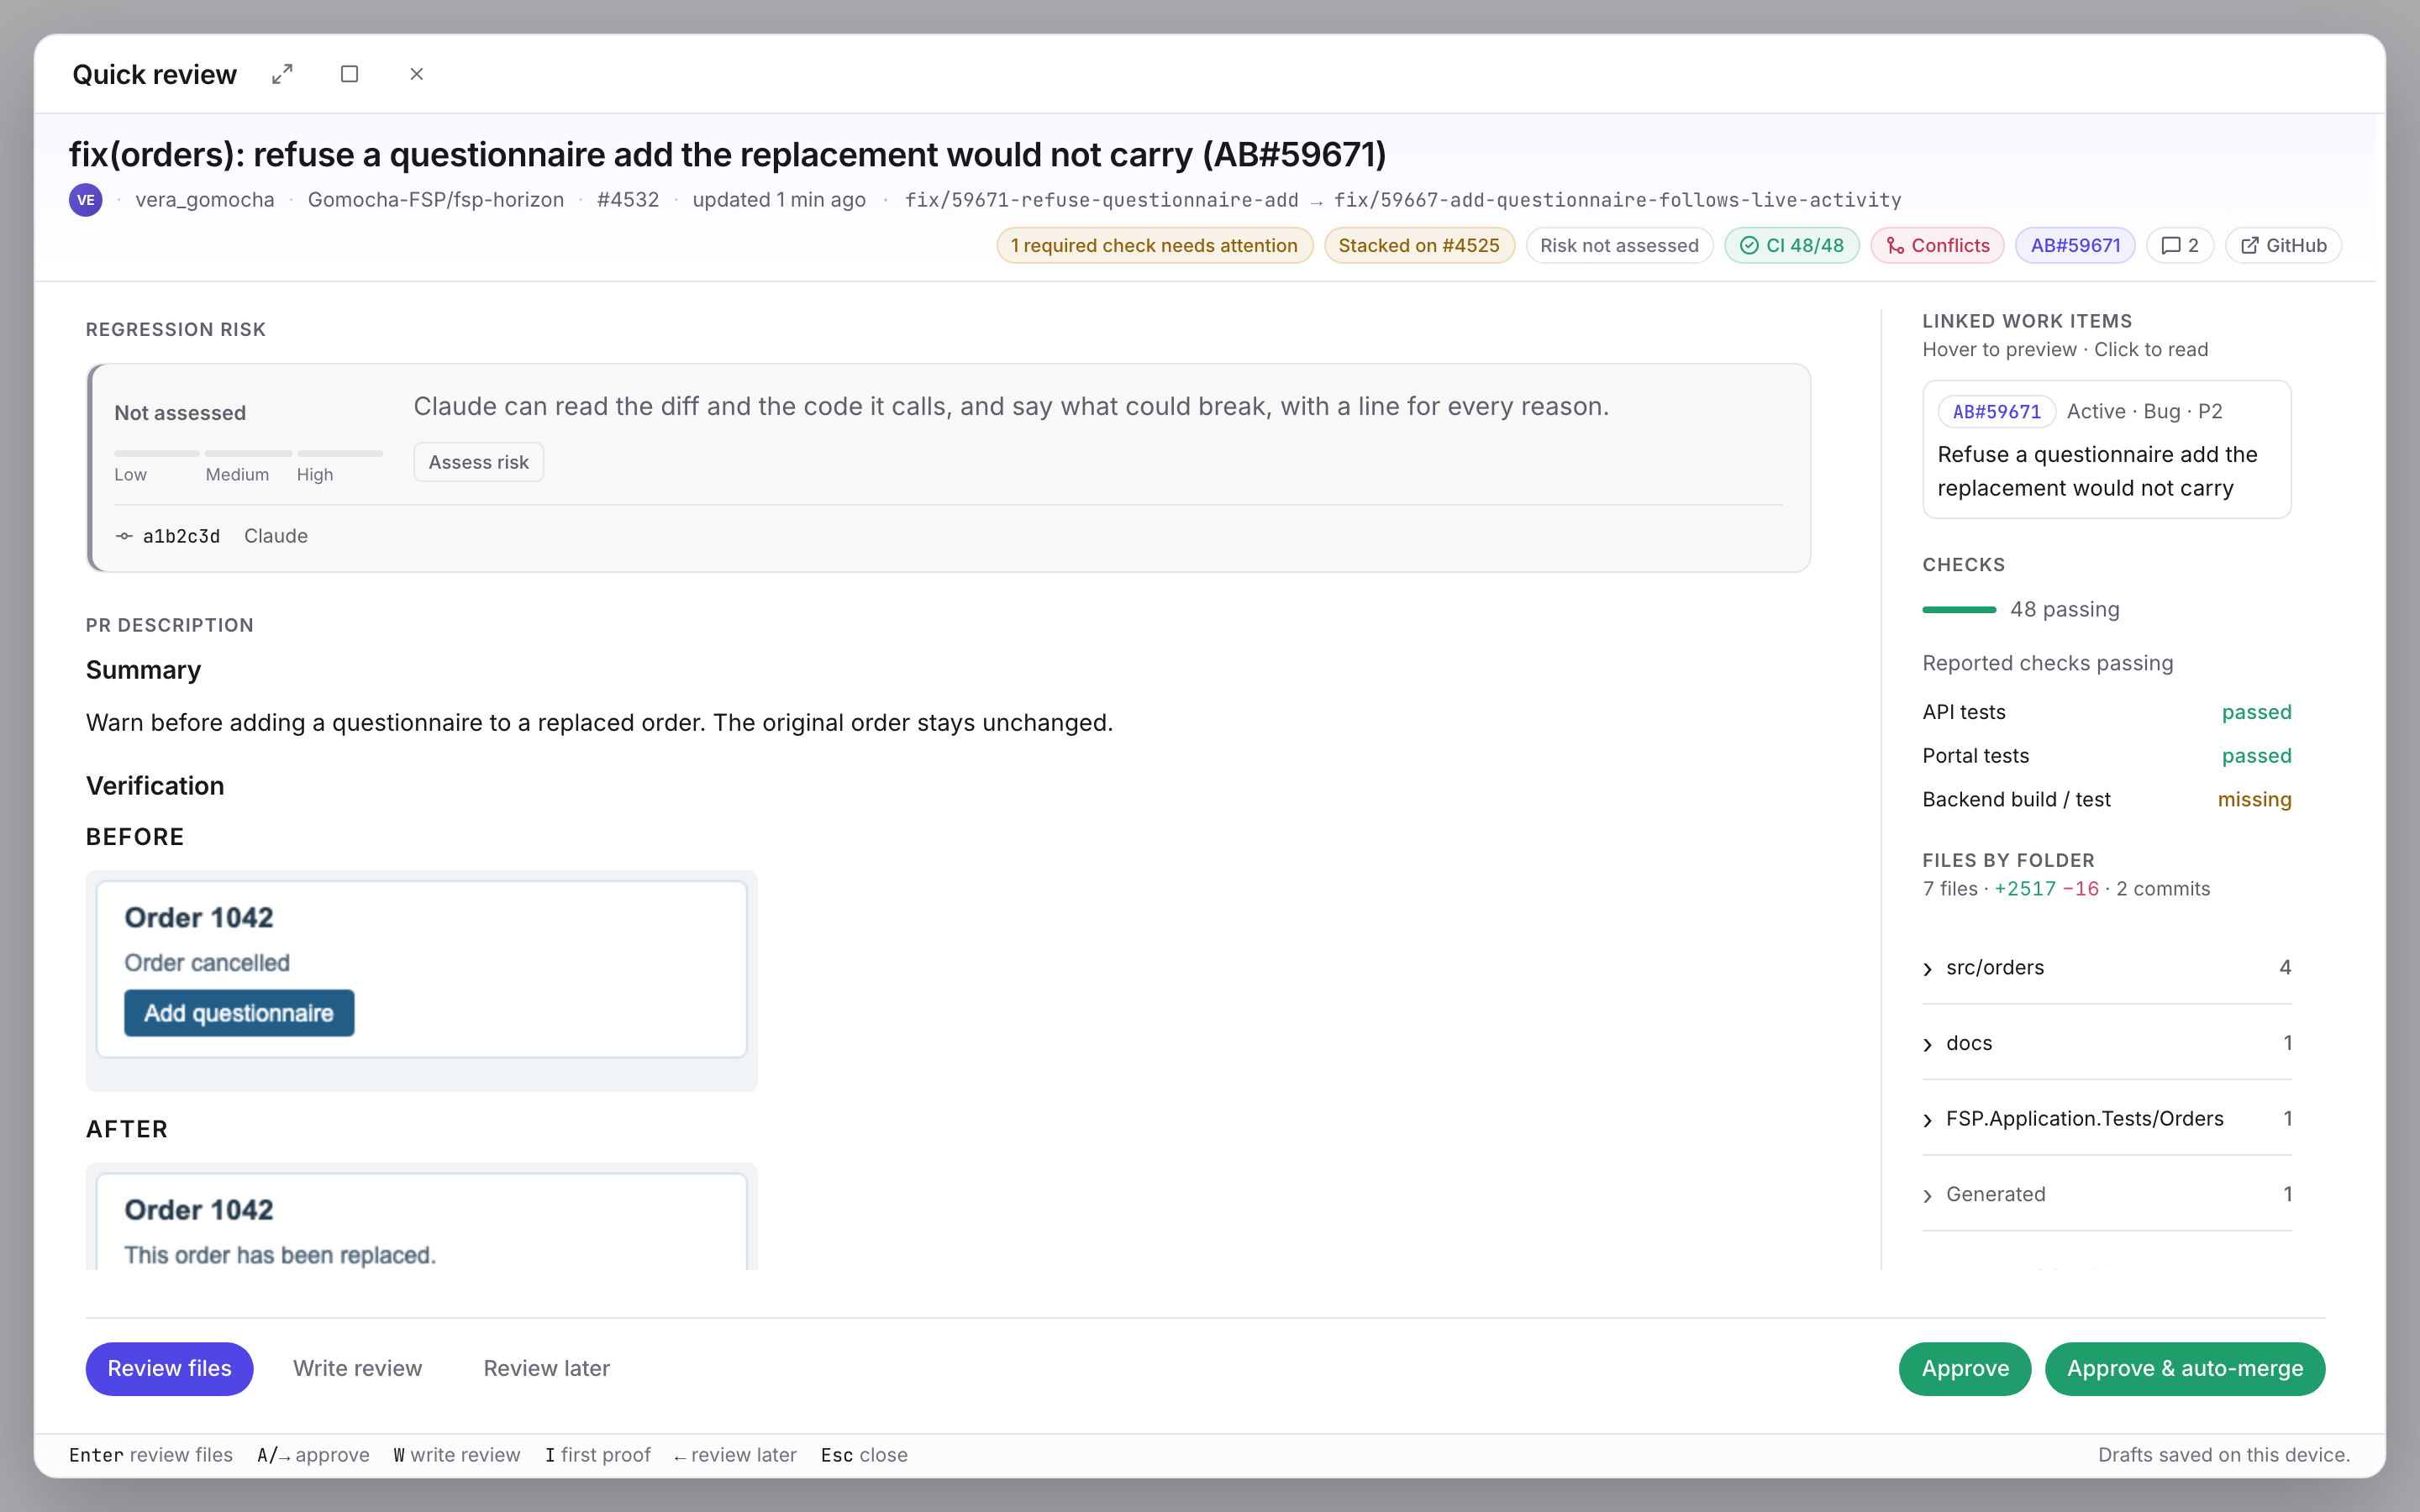 Quick review
fix(orders): refuse a questionnaire add the replacement would not carry (AB#59671)
VE · vera_gomocha · Gomocha-FSP/fsp-horizon · #4532 · updated 1 min ago · fix/59671-refuse-questionnaire-add → fix/59667-add-questionnaire-follows-live-activity
1 required check needs attention Stacked on #4525 Risk not assessed CI 48/48 Conflicts AB#59671 2 GitHub
REGRESSION RISK
Not assessed
Low Medium High
Claude can read the diff and the code it calls, and say what could break, with a line for every reason.
Assess risk
a1b2c3d Claude
PR DESCRIPTION
Summary
Warn before adding a questionnaire to a replaced order. The original order stays unchanged.
Verification
BEFORE
Order 1042
Order cancelled
Add questionnaire
AFTER
Order 1042
This order has been replaced.
LINKED WORK ITEMS
Hover to preview · Click to read
AB#59671 Active · Bug · P2
Refuse a questionnaire add the
replacement would not carry
CHECKS
48 passing
Reported checks passing
API tests passed
Portal tests passed
Backend build / test missing
FILES BY FOLDER
7 files · +2517 −16 · 2 commits
src/orders 4
docs 1
FSP.Application.Tests/Orders 1
Generated 1
Review files Write review Review later Approve Approve & auto-merge
Enter review files A/→ approve W write review I first proof ← review later Esc close Drafts saved on this device.